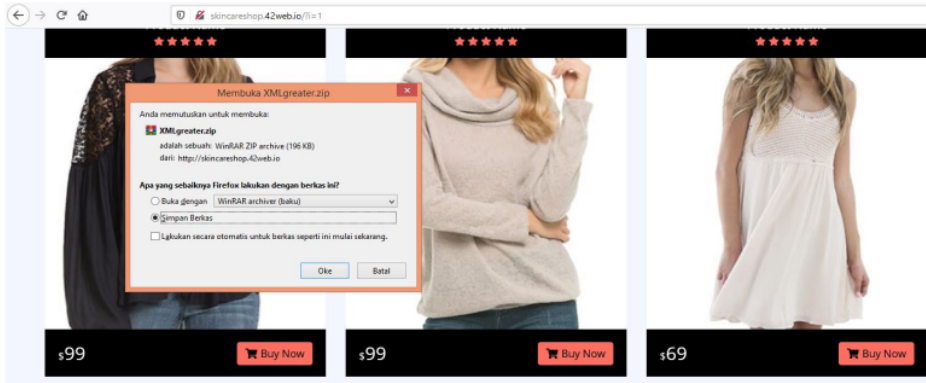 skincareshop.42web.io/?i=1
Membuka XMLgreater.zip
Anda memutuskan untuk membuka:
XMLgreater.zip
adalah sebuah: WinRAR ZIP archive (196 KB)
dari: http://skincareshop.42web.io
Apa yang sebaiknya Firefox lakukan dengan berkas ini?
Buka dengan WinRAR archiver (baku)
Simpan Berkas
Lakukan secara otomatis untuk berkas seperti ini mulai sekarang.
Oke Batal
$99 Buy Now $99 Buy Now $69 Buy Now